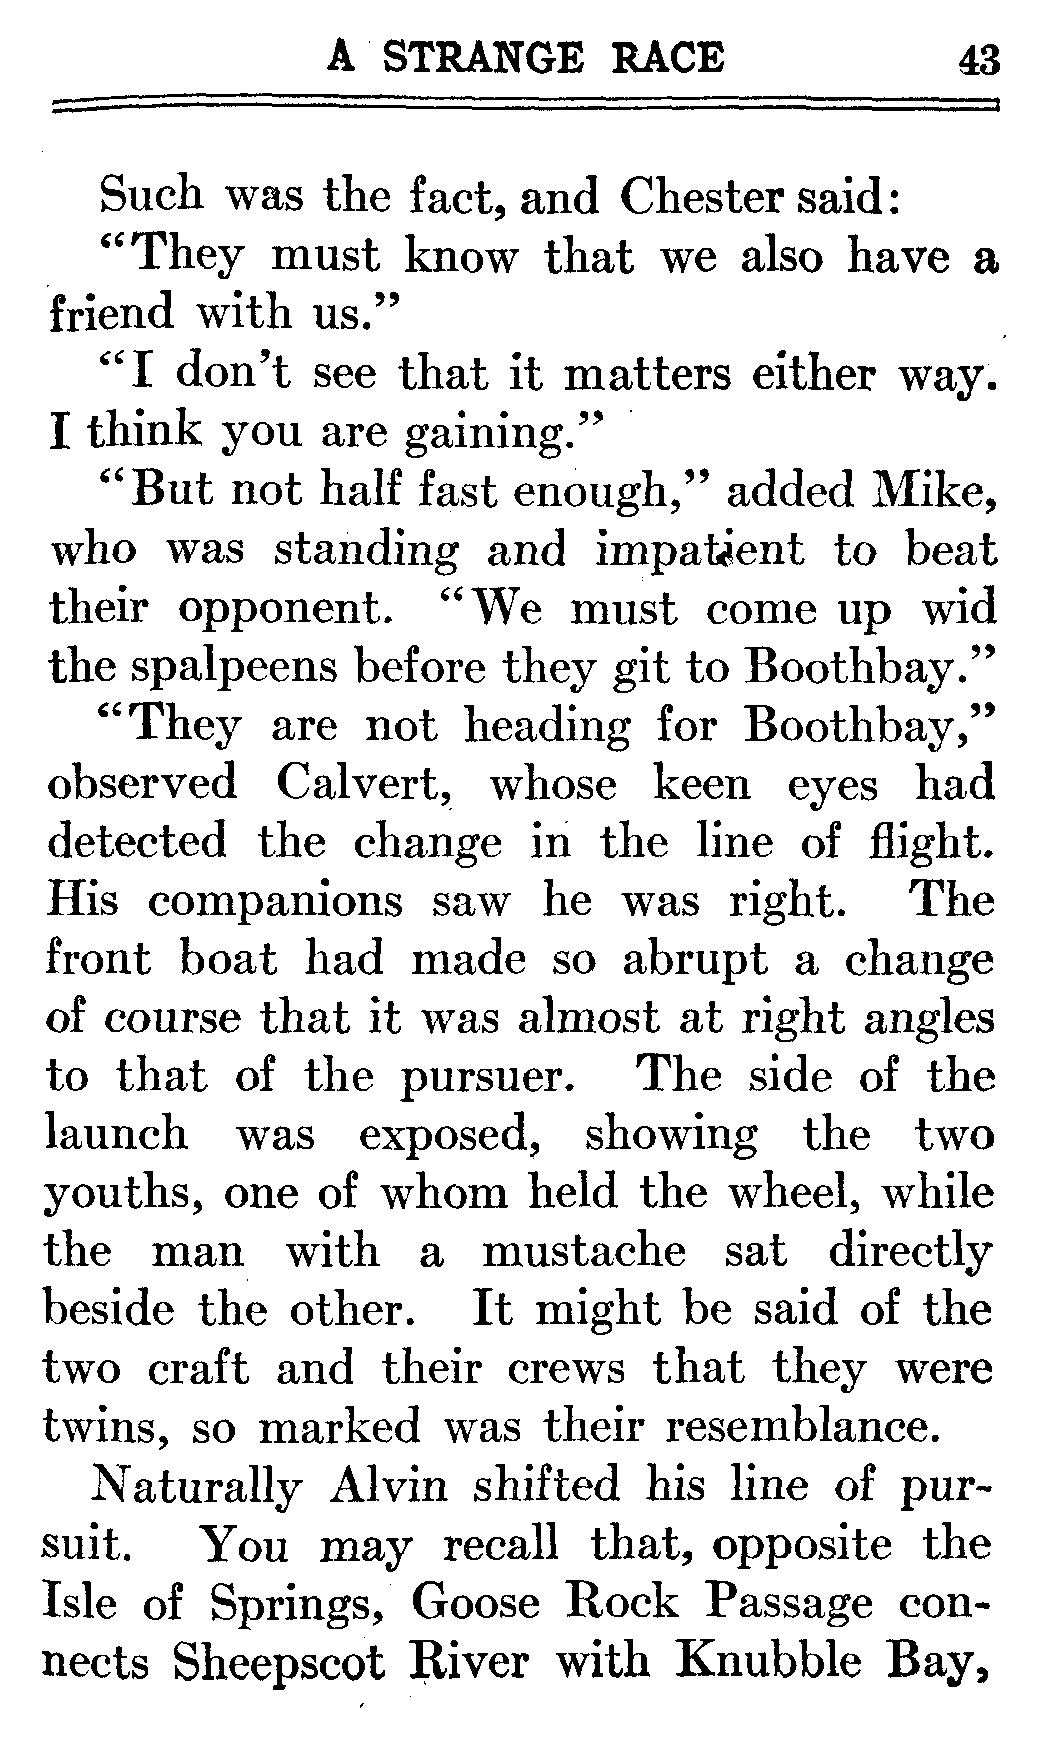 A STRANGE RACE 43
Such was the fact, and Chester said:
"They must know that we also have a
friend with us."
"I don't see that it matters either way.
I think you are gaining."
"But not half fast enough," added Mike,
who was standing and impatient to beat
their opponent. "We must come up wid
the spalpeens before they git to Boothbay."
"They are not heading for Boothbay,"
observed Calvert, whose keen eyes had
detected the change in the line of flight.
His companions saw he was right. The
front boat had made so abrupt a change
of course that it was almost at right angles
to that of the pursuer. The side of the
launch was exposed, showing the two
youths, one of whom held the wheel, while
the man with a mustache sat directly
beside the other. It might be said of the
two craft and their crews that they were
twins, so marked was their resemblance.
Naturally Alvin shifted his line of pur-
suit. You may recall that, opposite the
Isle of Springs, Goose Rock Passage con-
nects Sheepscot River with Knubble Bay,